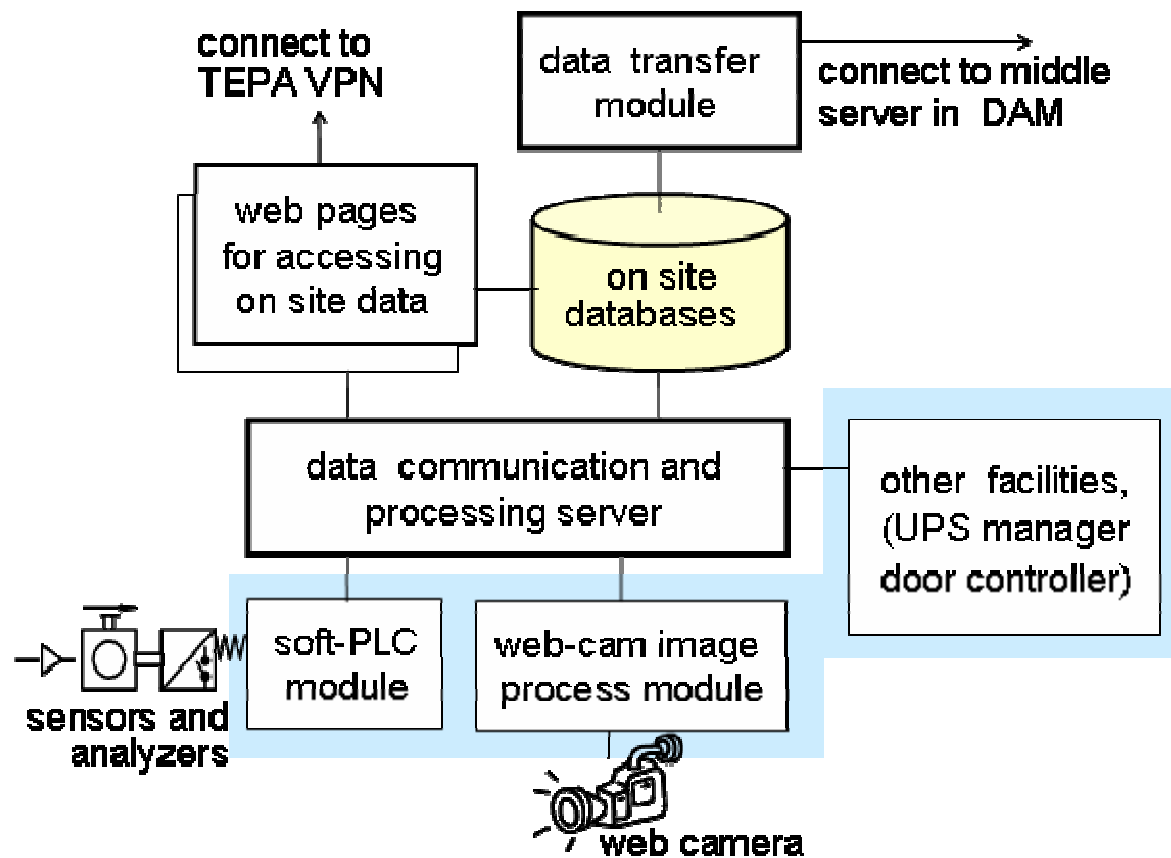 connect to
TEPA VPN
data transfer
module
connect to middle
server in DAM
web pages
for accessing
on site data
on site
databases
data communication and
processing server
other facilities,
(UPS manager
door controller)
soft-PLC
module
web-cam image
process module
sensors and
analyzers
web camera